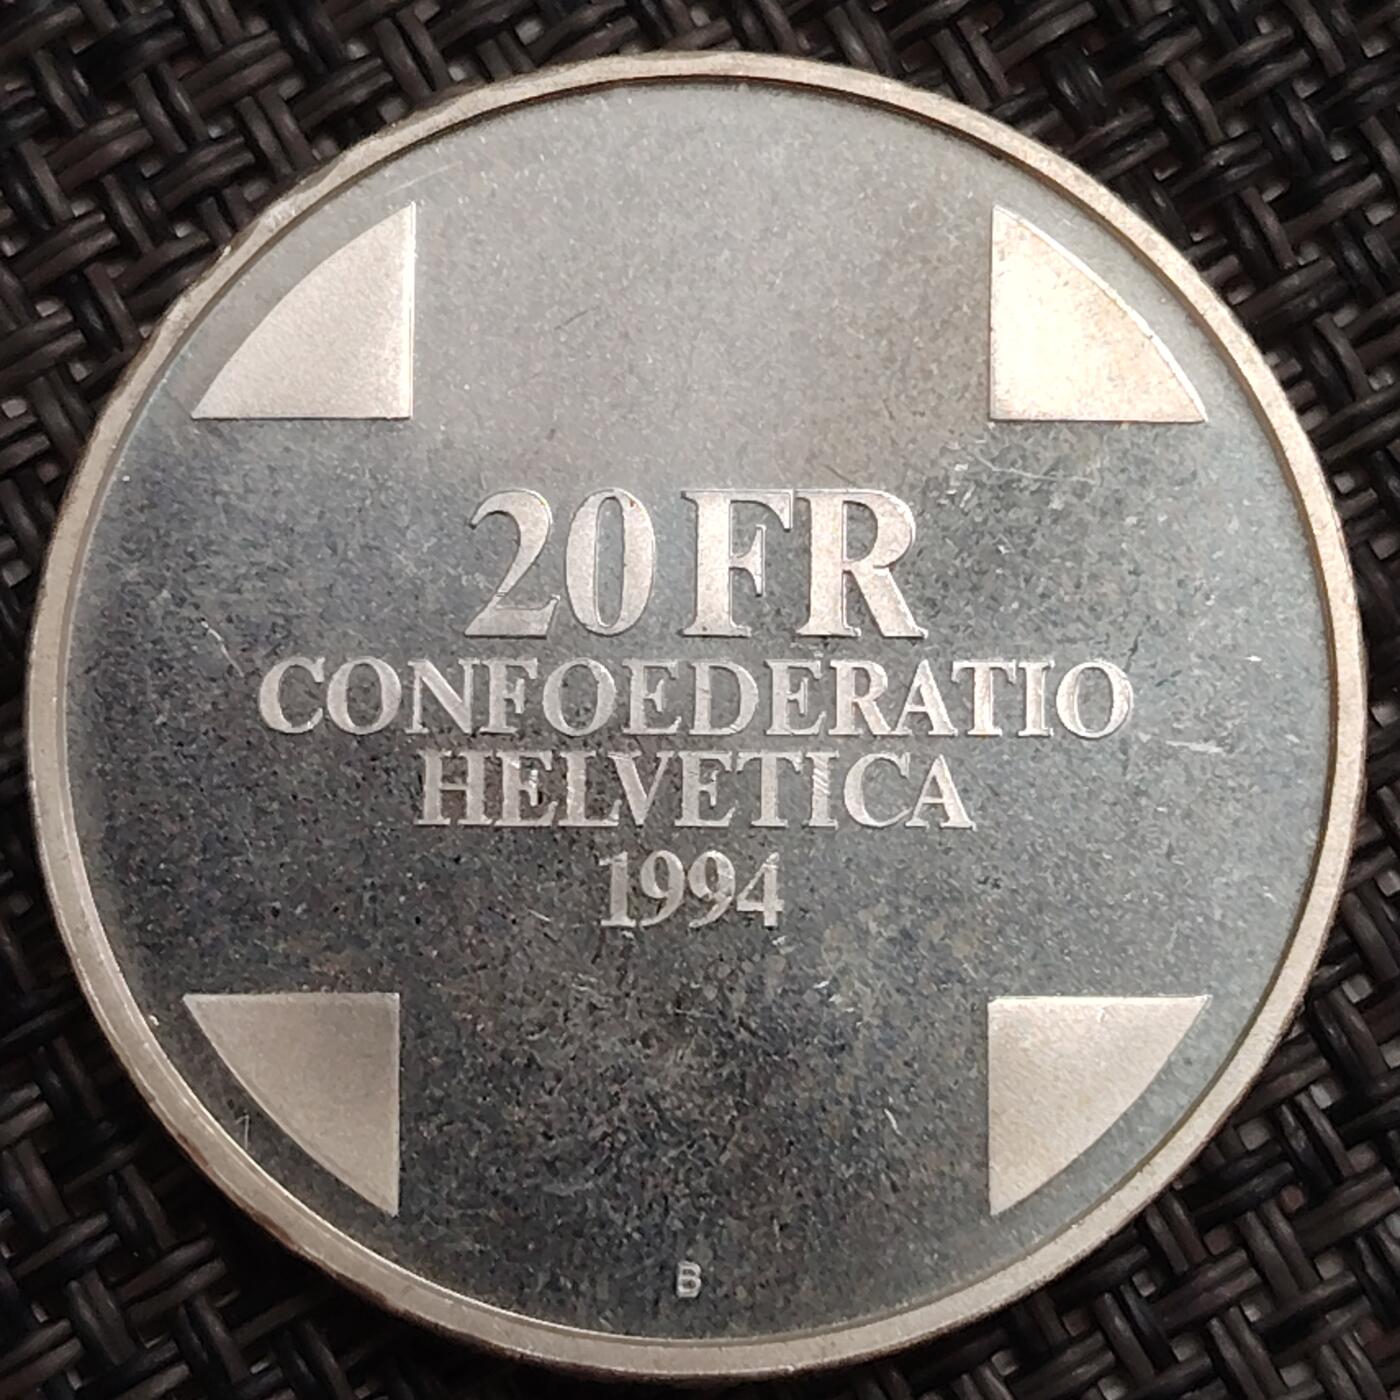 20 FR
CONFOEDERATIO
HELVETICA
1994
B